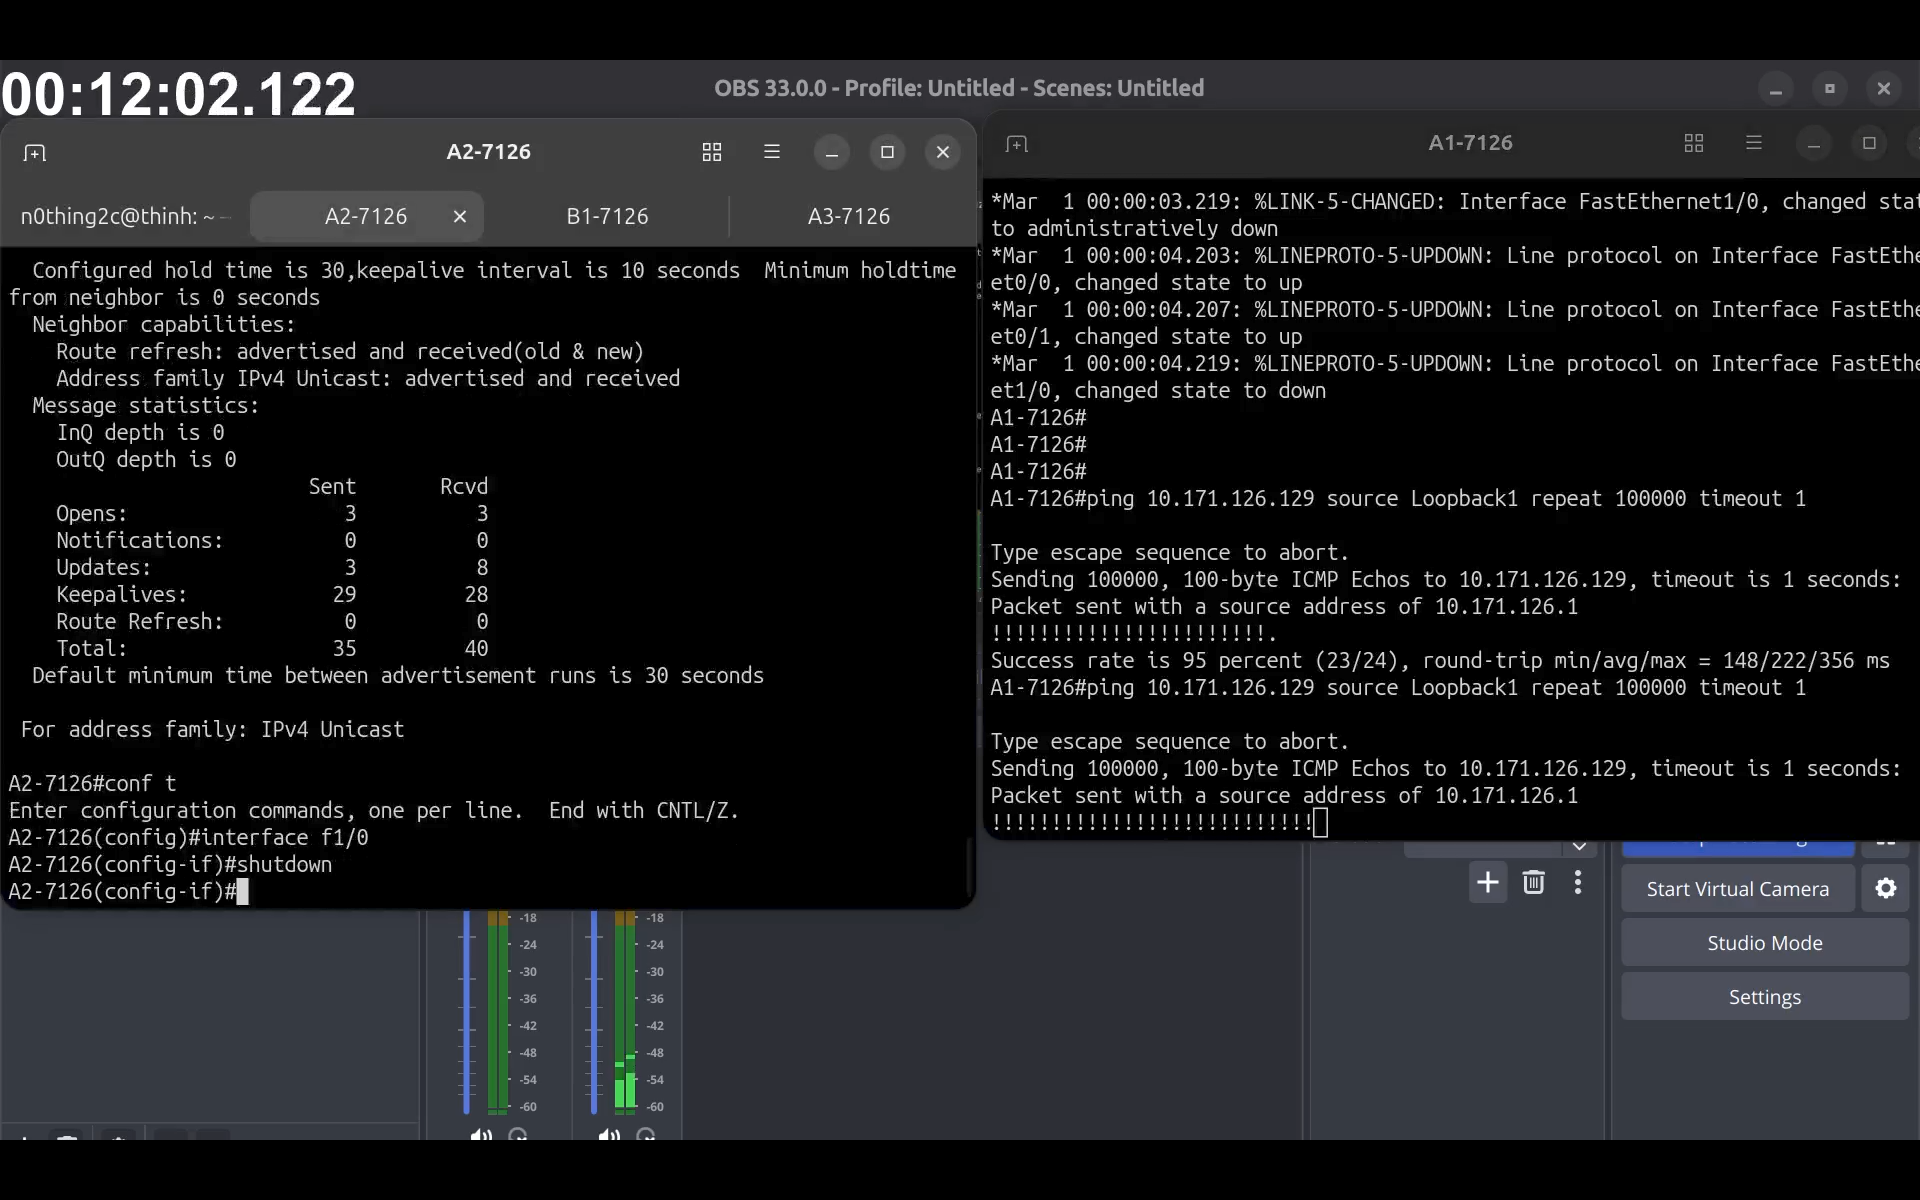 00:12:02.122
OBS 33.0.0 - Profile: Untitled - Scenes: Untitled
A2-7126
n0thing2c@thinh: ~
A2-7126
B1-7126
A3-7126
Configured hold time is 30,keepalive interval is 10 seconds  Minimum holdtime
from neighbor is 0 seconds
Neighbor capabilities:
Route refresh: advertised and received(old & new)
Address family IPv4 Unicast: advertised and received
Message statistics:
InQ depth is 0
OutQ depth is 0
Sent Rcvd
Opens: 3 3
Notifications: 0 0
Updates: 3 8
Keepalives: 29 28
Route Refresh: 0 0
Total: 35 40
Default minimum time between advertisement runs is 30 seconds
For address family: IPv4 Unicast
A2-7126#conf t
Enter configuration commands, one per line.  End with CNTL/Z.
A2-7126(config)#interface f1/0
A2-7126(config-if)#shutdown
A2-7126(config-if)#
A1-7126
*Mar  1 00:00:03.219: %LINK-5-CHANGED: Interface FastEthernet1/0, changed stat
to administratively down
*Mar  1 00:00:04.203: %LINEPROTO-5-UPDOWN: Line protocol on Interface FastEthe
et0/0, changed state to up
*Mar  1 00:00:04.207: %LINEPROTO-5-UPDOWN: Line protocol on Interface FastEthe
et0/1, changed state to up
*Mar  1 00:00:04.219: %LINEPROTO-5-UPDOWN: Line protocol on Interface FastEthe
et1/0, changed state to down
A1-7126#
A1-7126#
A1-7126#
A1-7126#ping 10.171.126.129 source Loopback1 repeat 100000 timeout 1
Type escape sequence to abort.
Sending 100000, 100-byte ICMP Echos to 10.171.126.129, timeout is 1 seconds:
Packet sent with a source address of 10.171.126.1
!!!!!!!!!!!!!!!!!!!!!!!.
Success rate is 95 percent (23/24), round-trip min/avg/max = 148/222/356 ms
A1-7126#ping 10.171.126.129 source Loopback1 repeat 100000 timeout 1
Type escape sequence to abort.
Sending 100000, 100-byte ICMP Echos to 10.171.126.129, timeout is 1 seconds:
Packet sent with a source address of 10.171.126.1
!!!!!!!!!!!!!!!!!!!!!!!!!!!
-18 -18
-24 -24
-30 -30
-36 -36
-42 -42
-48 -48
-54 -54
-60 -60
Start Virtual Camera
Studio Mode
Settings